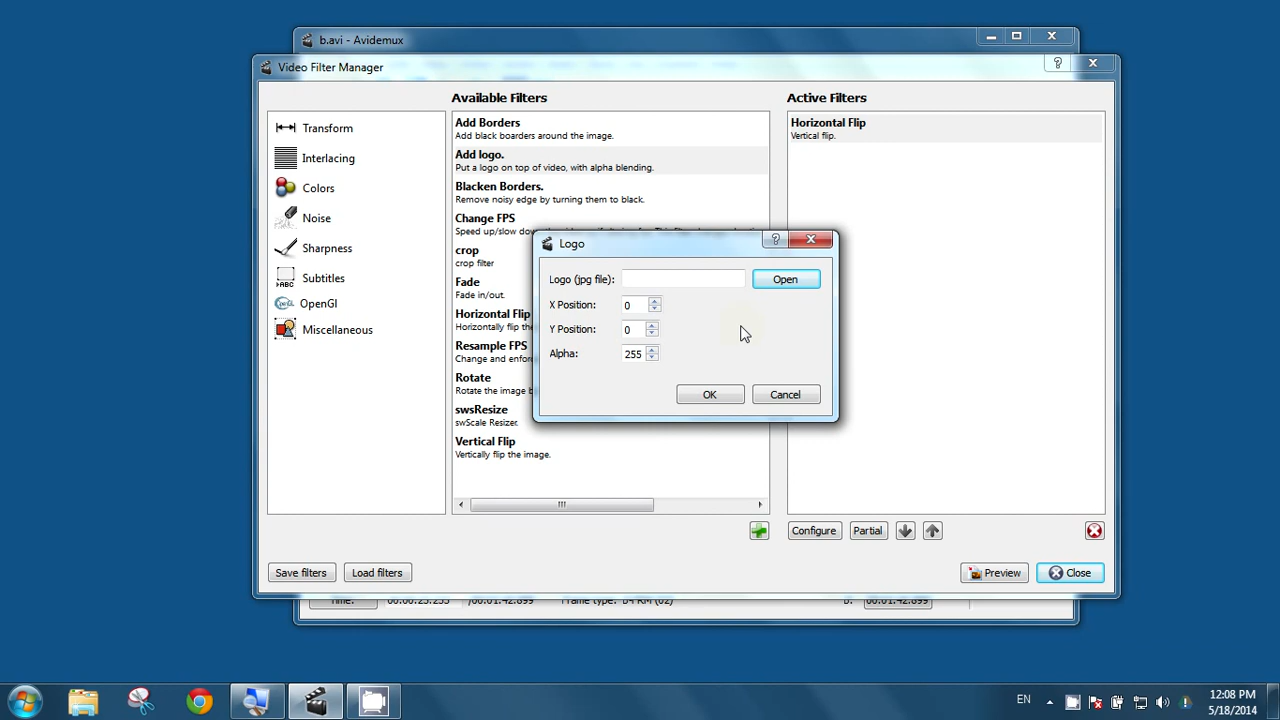 b.avi - Avidemux
Video Filter Manager
Available Filters
Active Filters
Transform
Interlacing
Colors
Noise
Sharpness
Subtitles
OpenGl
Miscellaneous
Add Borders
Add black boarders around the image.
Add logo.
Put a logo on top of video, with alpha blending.
Blacken Borders.
Remove noisy edge by turning them to black.
Change FPS
Speed up/slow
crop
crop filter
Fade
Fade in/out.
Horizontal Flip
Horizontally flip
Resample FPS
Change and
Rotate
Rotate the image
swsResize
swScale Resizer.
Vertical Flip
Vertically flip the image.
Horizontal Flip
Vertical flip.
Logo
Logo (jpg file):
Open
X Position: 0
Y Position: 0
Alpha: 255
OK
Cancel
Configure
Partial
Save filters
Load filters
Preview
Close
EN
12:08 PM
5/18/2014